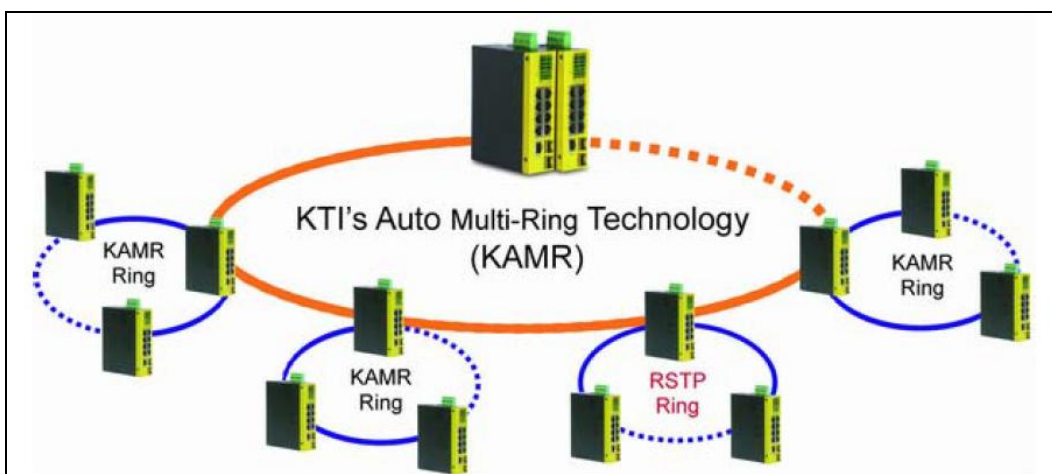 KTI's Auto Multi-Ring Technology
(KAMR)
KAMR
Ring
KAMR
Ring
RSTP
Ring
KAMR
Ring